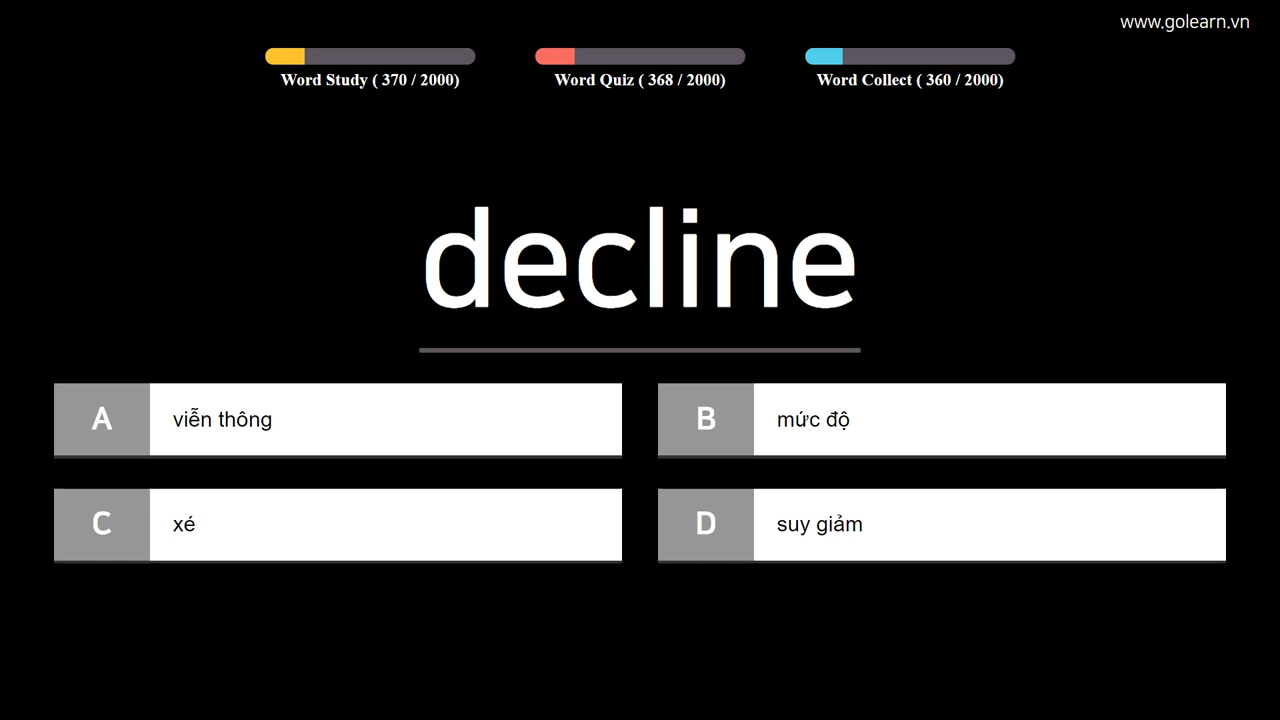 www.golearn.vn
Word Study ( 370 / 2000)
Word Quiz ( 368 / 2000)
Word Collect ( 360 / 2000)
decline
A viễn thông
B mức độ
C xé
D suy giảm